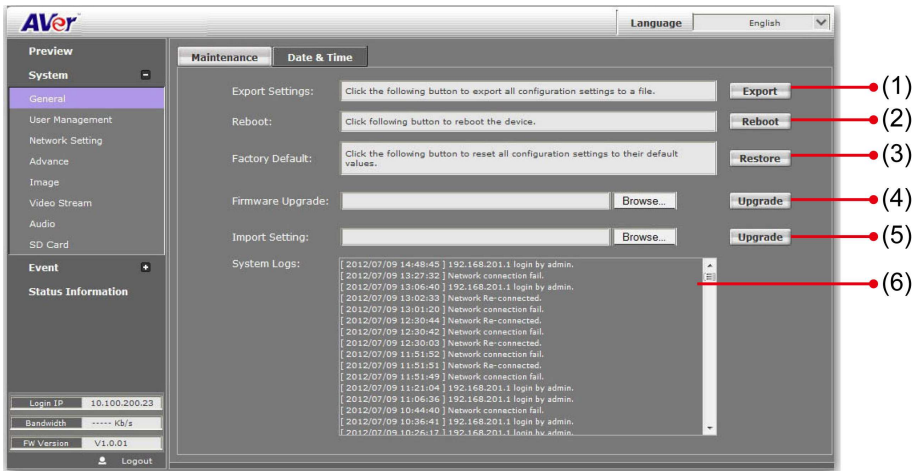 AVer
Language English
Preview
System
General
User Management
Network Setting
Advance
Image
Video Stream
Audio
SD Card
Event
Status Information
Login IP 10.100.200.23
Bandwidth ----- Kb/s
FW Version V1.0.01
Logout
Maintenance Date & Time
Export Settings: Click the following button to export all configuration settings to a file. Export (1)
Reboot: Click following button to reboot the device. Reboot (2)
Factory Default: Click the following button to reset all configuration settings to their default
values. Restore (3)
Firmware Upgrade: Browse... Upgrade (4)
Import Setting: Browse... Upgrade (5)
System Logs: (6)
[ 2012/07/09 14:48:45 ] 192.168.201.1 login by admin.
[ 2012/07/09 13:27:32 ] Network connection fail.
[ 2012/07/09 13:06:40 ] 192.168.201.1 login by admin.
[ 2012/07/09 13:02:33 ] Network Re-connected.
[ 2012/07/09 13:01:20 ] Network connection fail.
[ 2012/07/09 12:30:44 ] Network Re-connected.
[ 2012/07/09 12:30:42 ] Network connection fail.
[ 2012/07/09 12:30:03 ] Network Re-connected.
[ 2012/07/09 11:51:52 ] Network connection fail.
[ 2012/07/09 11:51:51 ] Network Re-connected.
[ 2012/07/09 11:51:49 ] Network connection fail.
[ 2012/07/09 11:21:04 ] 192.168.201.1 login by admin.
[ 2012/07/09 11:06:36 ] 192.168.201.1 login by admin.
[ 2012/07/09 10:44:40 ] Network connection fail.
[ 2012/07/09 10:36:41 ] 192.168.201.1 login by admin.
[ 2012/07/09 10:26:17 ] 192.168.201.1 login by admin.